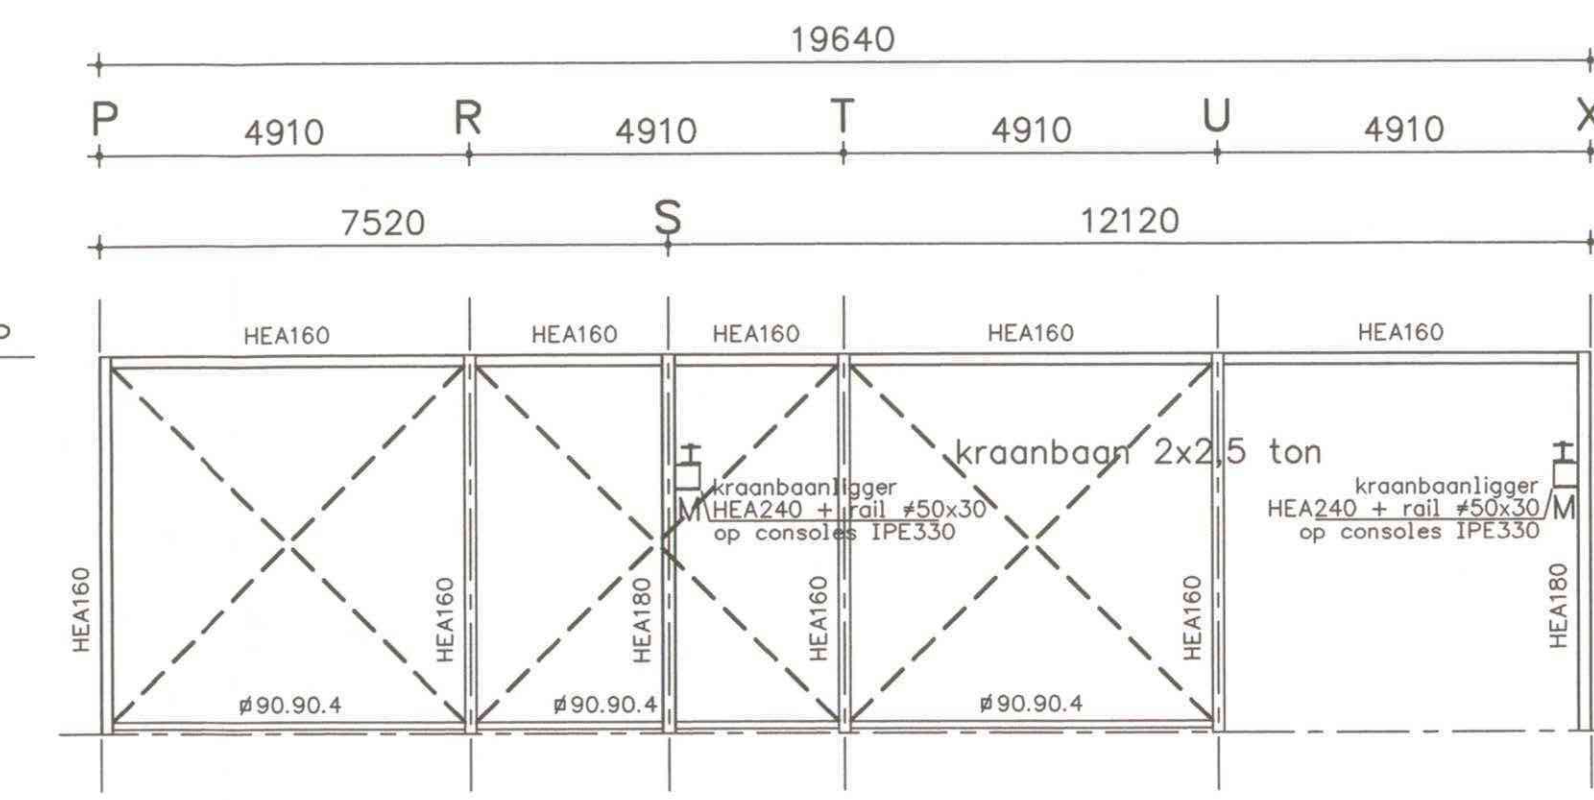 19640
P 4910 R 4910 T 4910 U 4910 X
7520 S 12120
HEA160 HEA160 HEA160 HEA160 HEA160
kraanbaan 2x2,5 ton
kraanbaanligger
HEA240 + rail ≠50x30
op consoles IPE330
M
kraanbaanligger
HEA240 + rail ≠50x30
op consoles IPE330
M
HEA160 HEA160 HEA180 HEA160 HEA160 HEA180
ø90.90.4 ø90.90.4 ø90.90.4